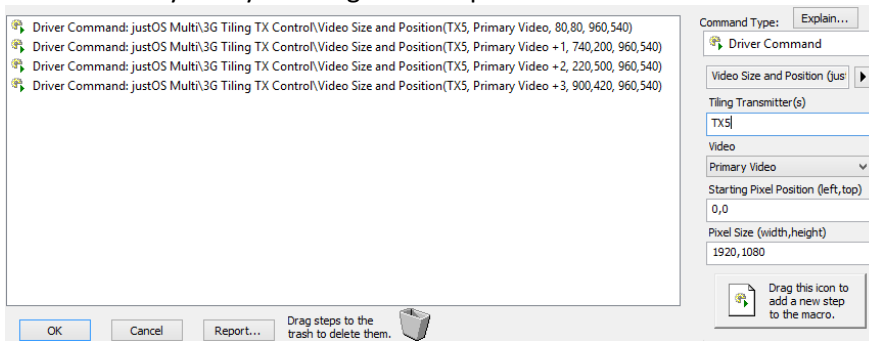 Driver Command: justOS Multi\3G Tiling TX Control\Video Size and Position(TX5, Primary Video, 80,80, 960,540)
Driver Command: justOS Multi\3G Tiling TX Control\Video Size and Position(TX5, Primary Video +1, 740,200, 960,540)
Driver Command: justOS Multi\3G Tiling TX Control\Video Size and Position(TX5, Primary Video +2, 220,500, 960,540)
Driver Command: justOS Multi\3G Tiling TX Control\Video Size and Position(TX5, Primary Video +3, 900,420, 960,540)
Command Type:
Explain...
Driver Command
Video Size and Position (jus
Tiling Transmitter(s)
TX5
Video
Primary Video
Starting Pixel Position (left,top)
0,0
Pixel Size (width,height)
1920,1080
Drag this icon to
add a new step
to the macro.
OK
Cancel
Report...
Drag steps to the
trash to delete them.